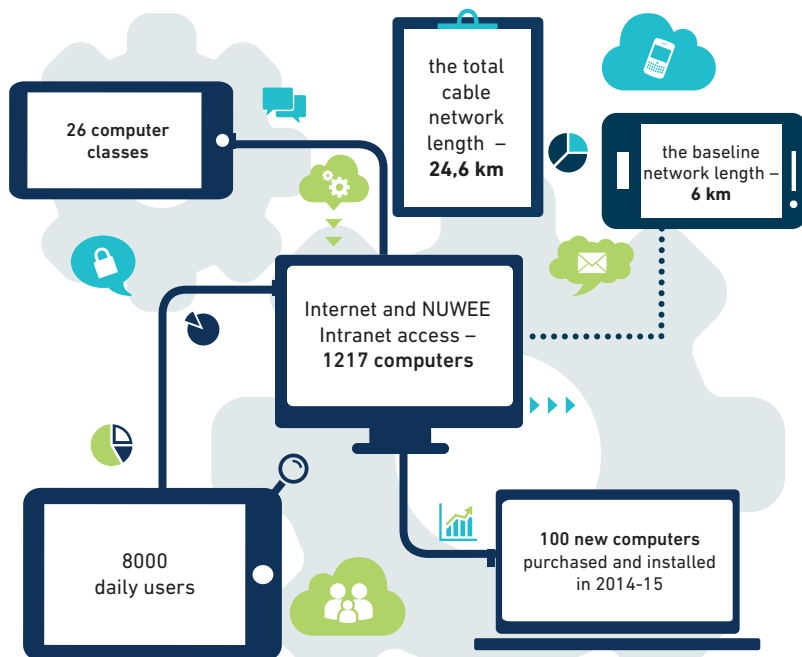 the total
cable
network
length –
24,6 km
26 computer
classes
the baseline
network length –
6 km
Internet and NUWEE
Intranet access –
1217 computers
8000
daily users
100 new computers
purchased and installed
in 2014-15